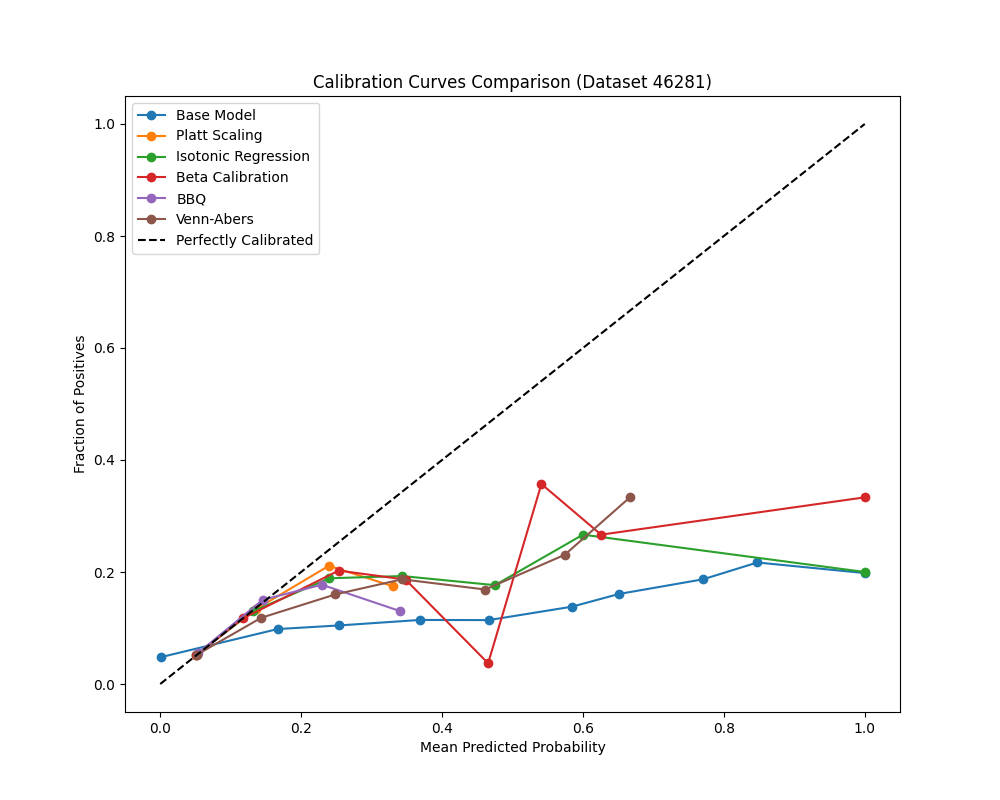 Calibration Curves Comparison (Dataset 46281)
Base Model
Platt Scaling
Isotonic Regression
Beta Calibration
BBQ
Venn-Abers
Perfectly Calibrated
1.0
0.8
0.6
0.4
0.2
0.0
Fraction of Positives
0.0 0.2 0.4 0.6 0.8 1.0
Mean Predicted Probability